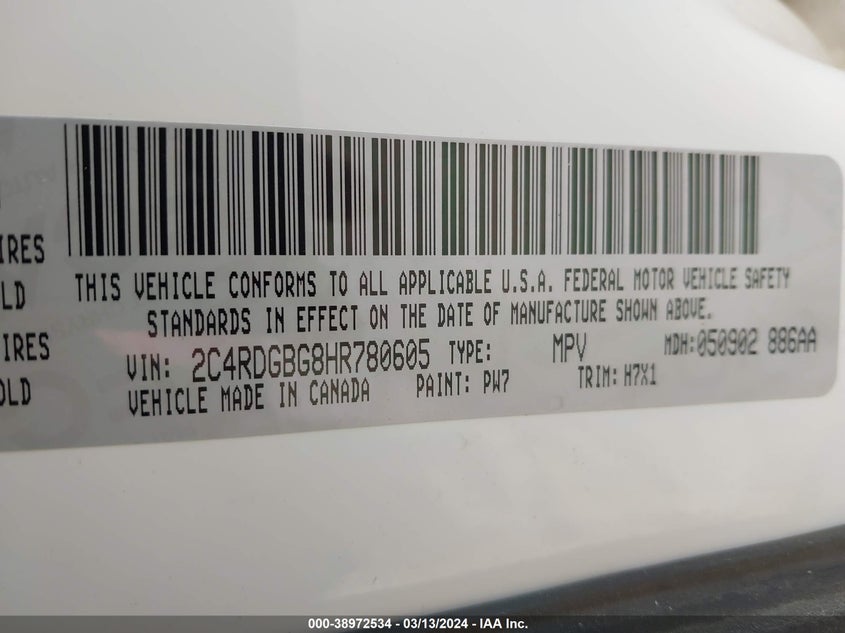 IRES
OLD
THIS VEHICLE CONFORMS TO ALL APPLICABLE U.S.A. FEDERAL MOTOR VEHICLE SAFETY
STANDARDS IN EFFECT ON THE DATE OF MANUFACTURE SHOWN ABOVE.
IRES
OLD
VIN: 2C4RDGBG8HR780605 TYPE: MPV MDH:050902 886AA
VEHICLE MADE IN CANADA PAINT: PW7 TRIM: H7X1
000-38972534 - 03/13/2024 - IAA Inc.